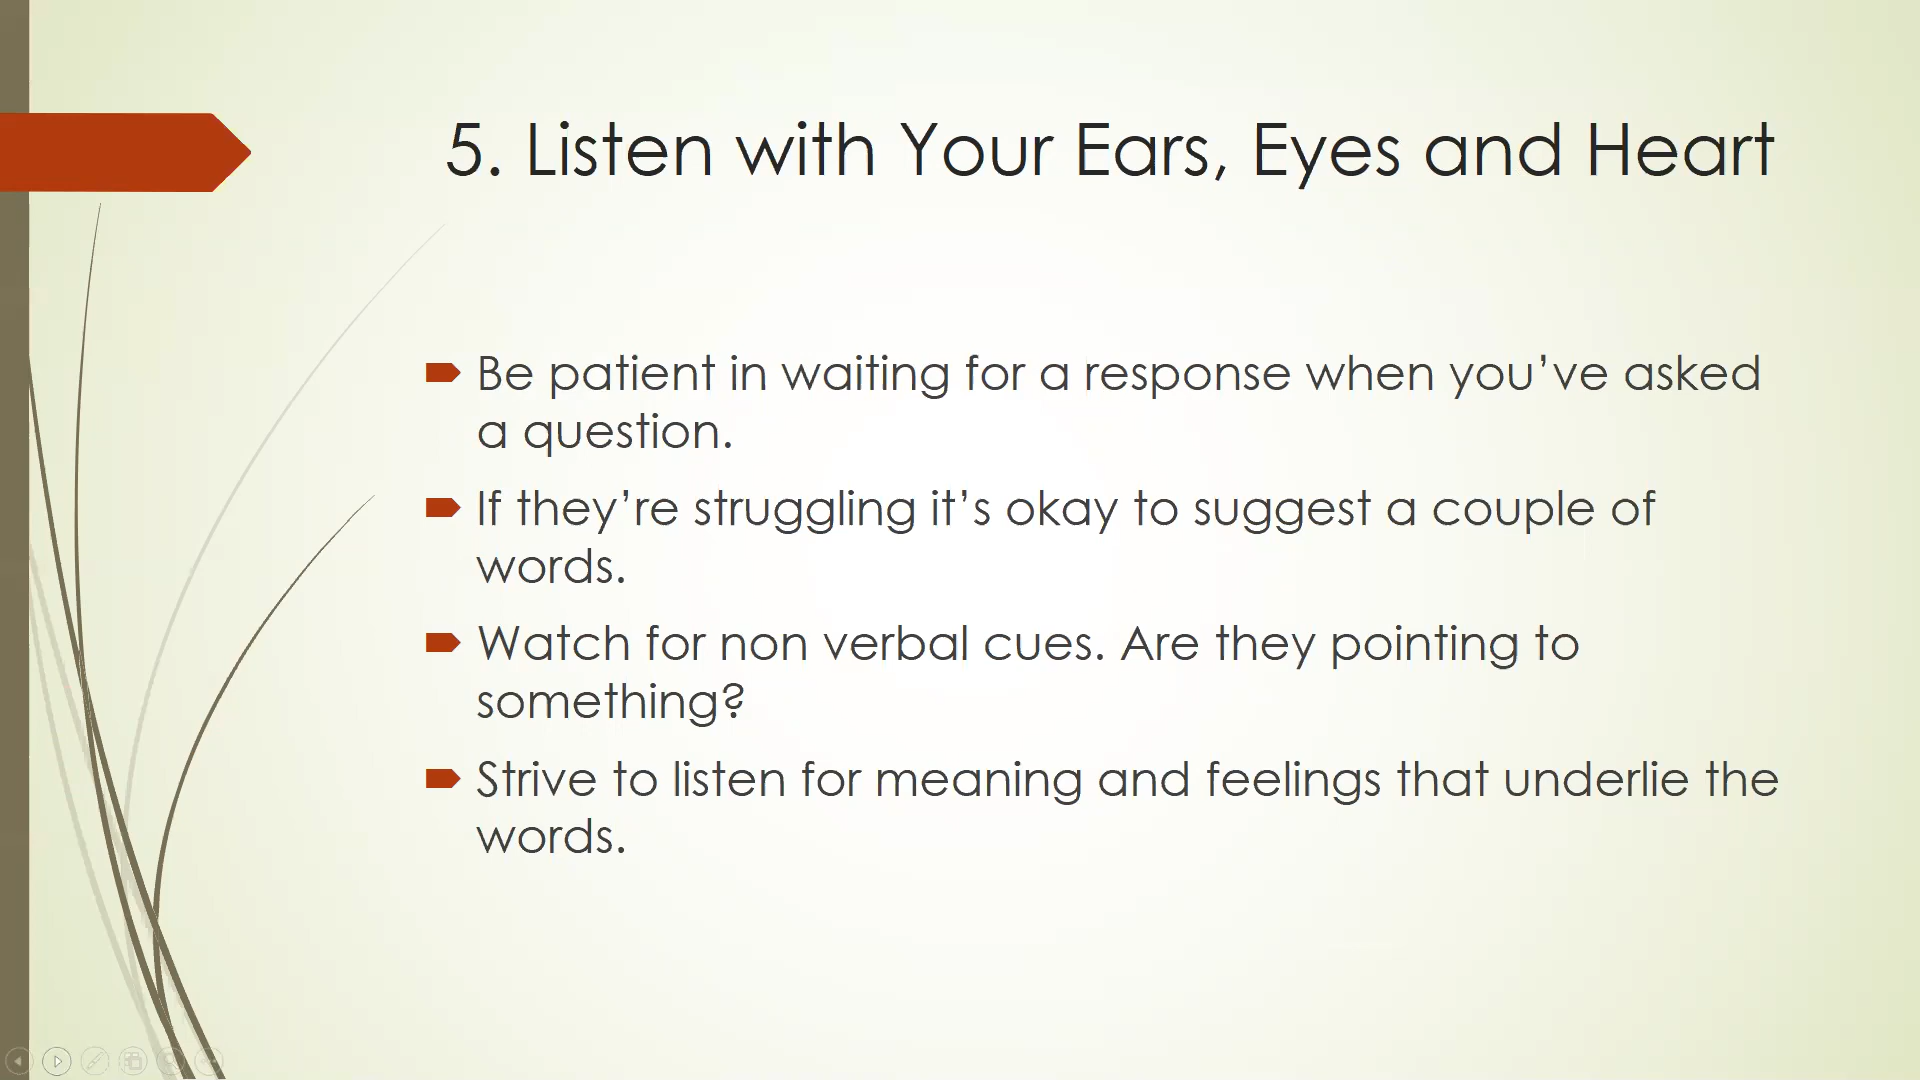 5. Listen with Your Ears, Eyes and Heart
Be patient in waiting for a response when you’ve asked
a question.
If they’re struggling it’s okay to suggest a couple of
words.
Watch for non verbal cues. Are they pointing to
something?
Strive to listen for meaning and feelings that underlie the
words.